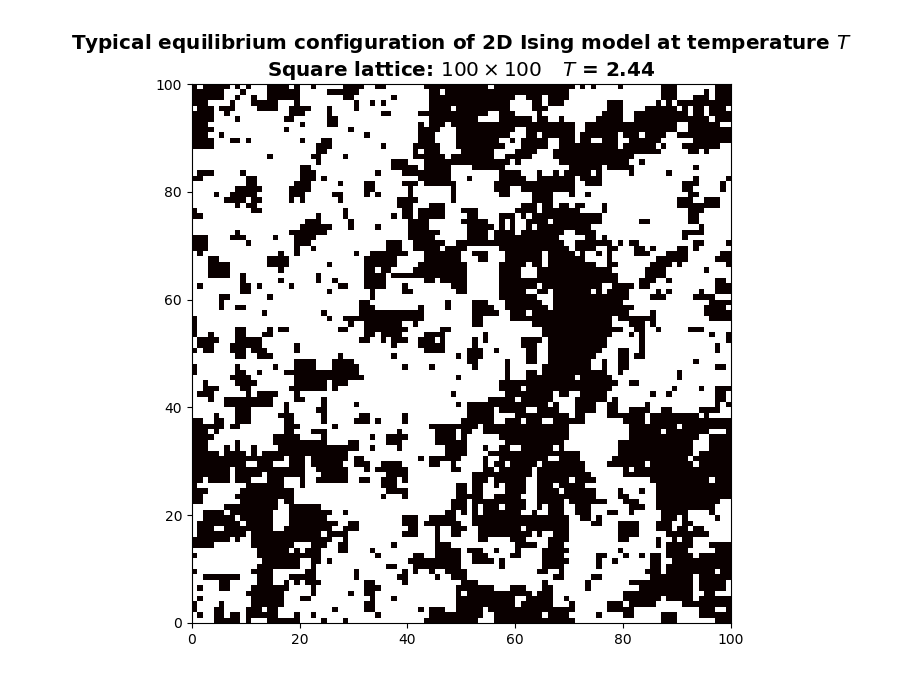 Typical equilibrium configuration of 2D Ising model at temperature T
Square lattice: 100 × 100 T = 2.44
100
80
60
40
20
0
0 20 40 60 80 100